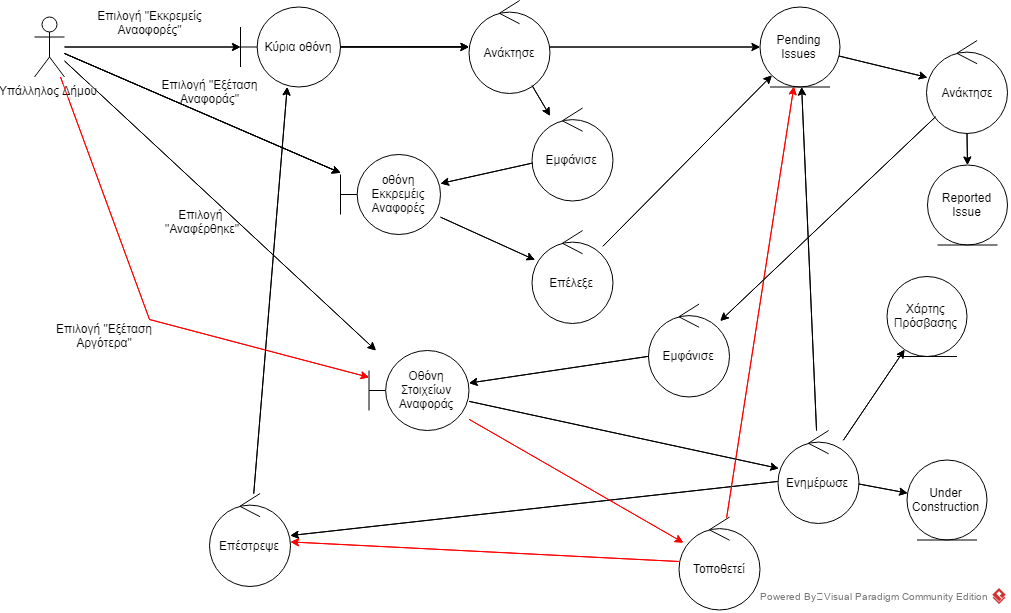 Επιλογή "Εκκρεμείς
Αναοφορές"
Κύρια οθόνη
Ανάκτησε
Pending
Issues
Υπάλληλος Δήμου
Επιλογή "Εξέταση
Αναφοράς"
Ανάκτησε
Εμφάνισε
οθόνη
Εκκρεμείς
Αναφορές
Reported
Issue
Επιλογή
"Αναφέρθηκε"
Επέλεξε
Χάρτης
Πρόσβασης
Επιλογή "Εξέταση
Αργότερα"
Εμφάνισε
Οθόνη
Στοιχείων
Αναφοράς
Ενημέρωσε
Under
Construction
Επέστρεψε
Τοποθετεί
Powered By Visual Paradigm Community Edition